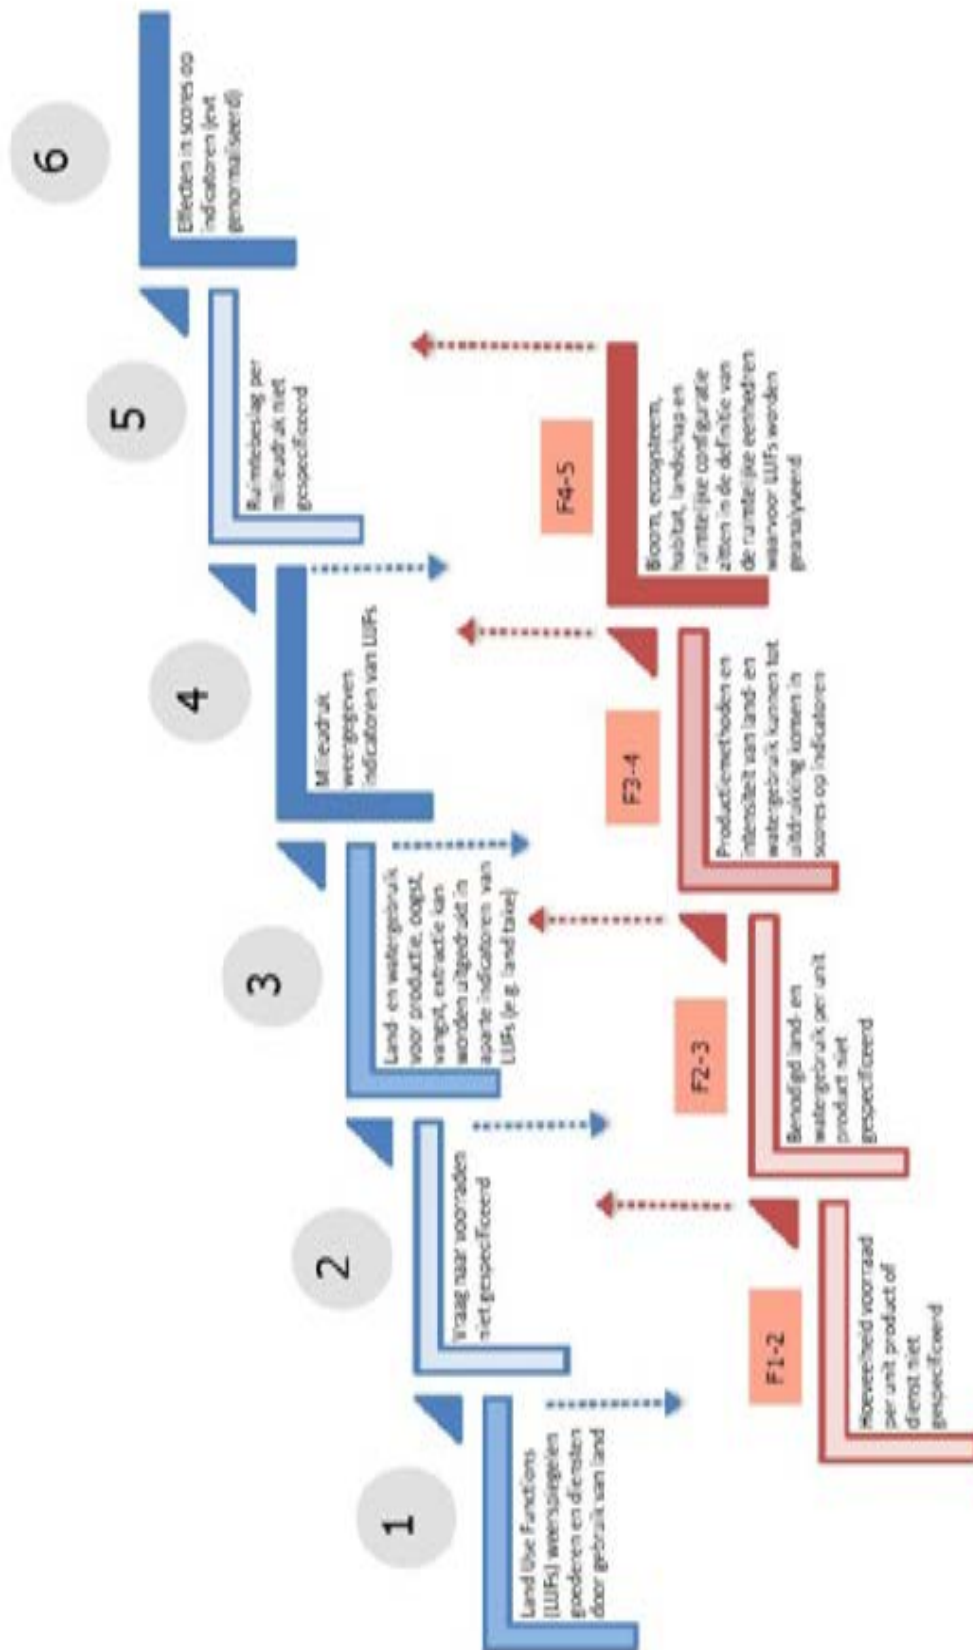 1
Land Use Functions
(LUFs) weerspiegelen
goederen en diensten
door gebruik van land
2
Vraag naar voorraden
niet gespecificeerd
3
Land- en watergebruik
voor productie, oogst,
vangst, extractie kan
worden uitgedrukt in
aparte indicatoren van
LUFs (e.g. land take)
4
Milieudruk
weergegeven
indicatoren van LUFs
5
Ruimtebeslag per
milieudruk niet
gespecificeerd
6
Effecten in scores op
indicatoren (evt
genormaliseerd)
F1-2
Hoeveelheid voorraad
per unit product of
dienst niet
gespecificeerd
F2-3
Benodigd land- en
watergebruik per unit
product niet
gespecificeerd
F3-4
Productiemethoden en
intensiteit van land- en
watergebruik kunnen tot
uitdrukking komen in
scores op indicatoren
F4-5
Bioom, ecosysteem,
habitat, landschap en
ruimtelijke configuratie
zitten in de definitie van
de ruimtelijke eenhedren
waarvoor LUFs worden
geanalyseerd